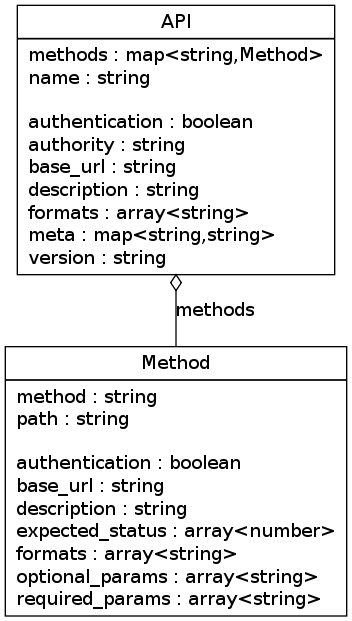 API
methods : map<string,Method>
name : string
authentication : boolean
authority : string
base_url : string
description : string
formats : array<string>
meta : map<string,string>
version : string
methods
Method
method : string
path : string
authentication : boolean
base_url : string
description : string
expected_status : array<number>
formats : array<string>
optional_params : array<string>
required_params : array<string>